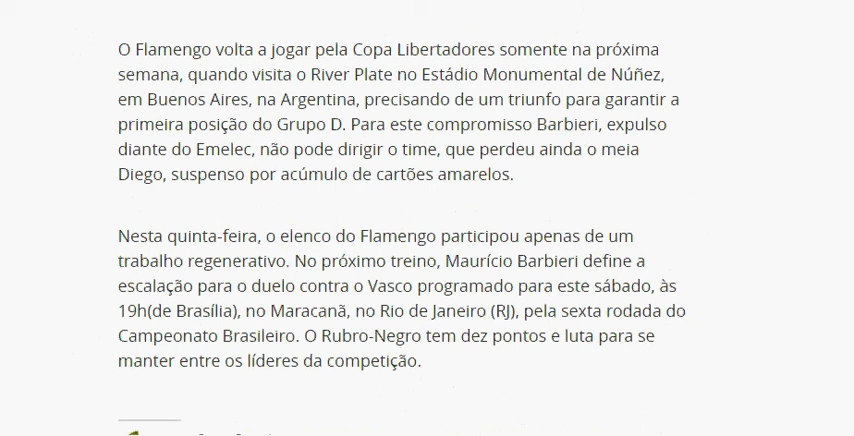 O Flamengo volta a jogar pela Copa Libertadores somente na próxima
semana, quando visita o River Plate no Estádio Monumental de Núñez,
em Buenos Aires, na Argentina, precisando de um triunfo para garantir a
primeira posição do Grupo D. Para este compromisso Barbieri, expulso
diante do Emelec, não pode dirigir o time, que perdeu ainda o meia
Diego, suspenso por acúmulo de cartões amarelos.
Nesta quinta-feira, o elenco do Flamengo participou apenas de um
trabalho regenerativo. No próximo treino, Maurício Barbieri define a
escalação para o duelo contra o Vasco programado para este sábado, às
19h(de Brasília), no Maracanã, no Rio de Janeiro (RJ), pela sexta rodada do
Campeonato Brasileiro. O Rubro-Negro tem dez pontos e luta para se
manter entre os líderes da competição.